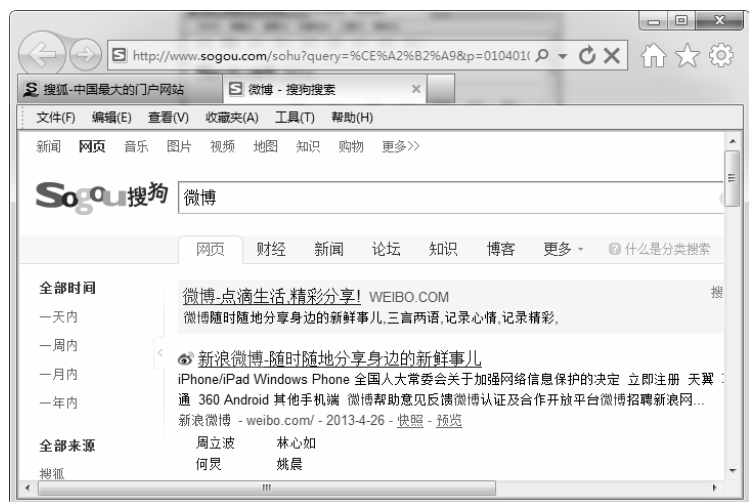 http://www.sogou.com/sohu?query=%CE%A2%B2%A9&p=010401
搜狐-中国最大的门户网站
微博 - 搜狗搜索
文件(F) 编辑(E) 查看(V) 收藏夹(A) 工具(T) 帮助(H)
新闻 网页 音乐 图片 视频 地图 知识 购物 更多>>
Sogou搜狗 微博
网页 财经 新闻 论坛 知识 博客 更多 什么是分类搜索
全部时间
一天内
一周内
一月内
一年内
全部来源
搜狐
微博-点滴生活,精彩分享! WEIBO.COM 搜
微博随时随地分享身边的新鲜事儿,三言两语,记录心情,记录精彩,
新浪微博-随时随地分享身边的新鲜事儿
iPhone/iPad Windows Phone 全国人大常委会关于加强网络信息保护的决定 立即注册 天翼
通 360 Android 其他手机端 微博帮助意见反馈微博认证及合作开放平台微博招聘新浪网...
新浪微博 - weibo.com/ - 2013-4-26 - 快照 - 预览
周立波 林心如
何炅 姚晨